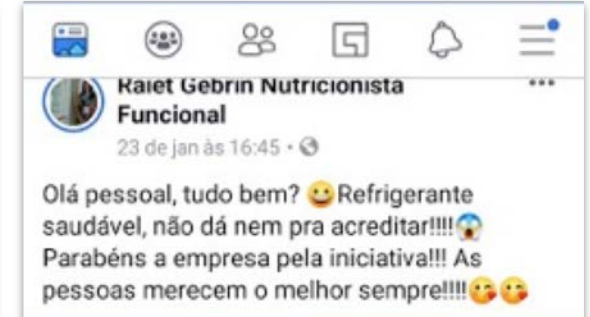 Raiet Gebrin Nutricionista
Funcional
23 de jan às 16:45 •
Olá pessoal, tudo bem? 😀Refrigerante
saudável, não dá nem pra acreditar!!!!😱
Parabéns a empresa pela iniciativa!!! As
pessoas merecem o melhor sempre!!!!😋😋